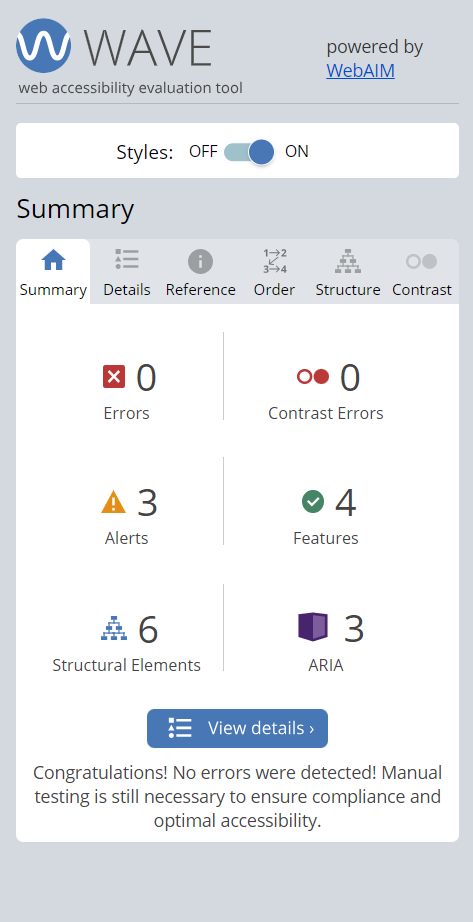 WAVE
web accessibility evaluation tool
powered by
WebAIM
Styles: OFF ON
Summary
Summary Details Reference Order Structure Contrast
1→2
3→4
0 0
Errors Contrast Errors
3 4
Alerts Features
6 3
Structural Elements ARIA
View details ›
Congratulations! No errors were detected! Manual
testing is still necessary to ensure compliance and
optimal accessibility.